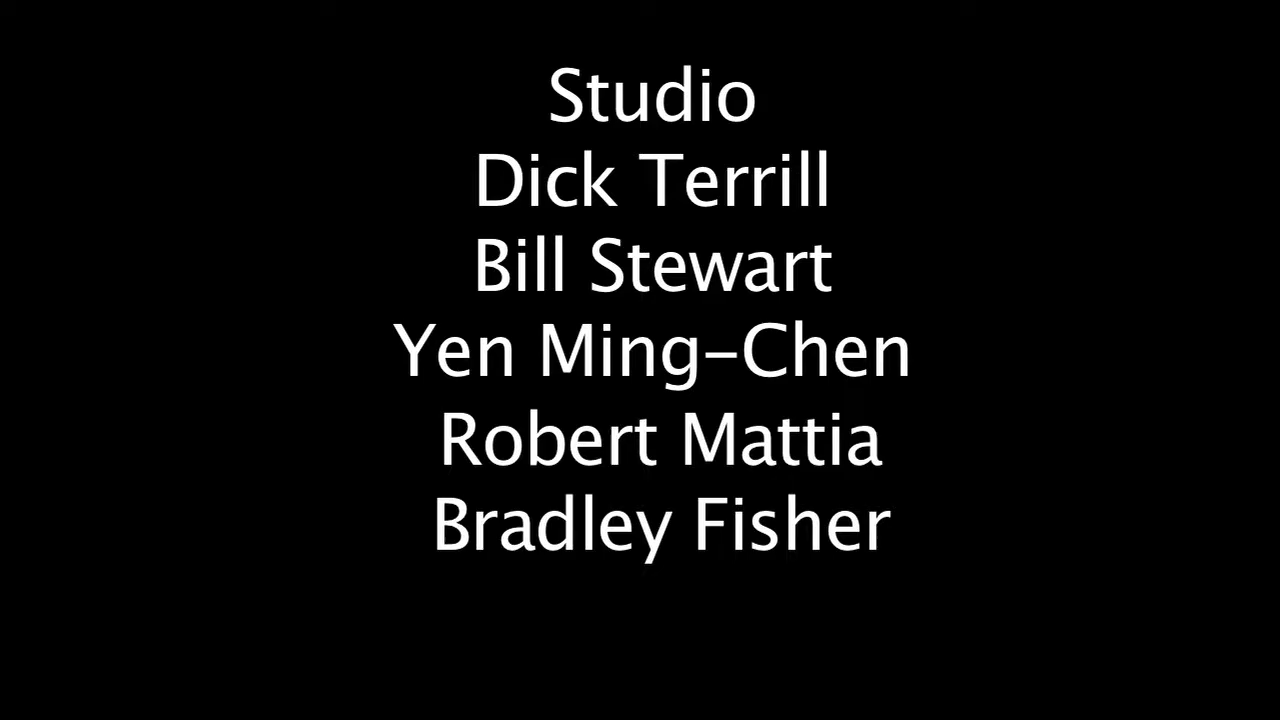 Studio
Dick Terrill
Bill Stewart
Yen Ming-Chen
Robert Mattia
Bradley Fisher